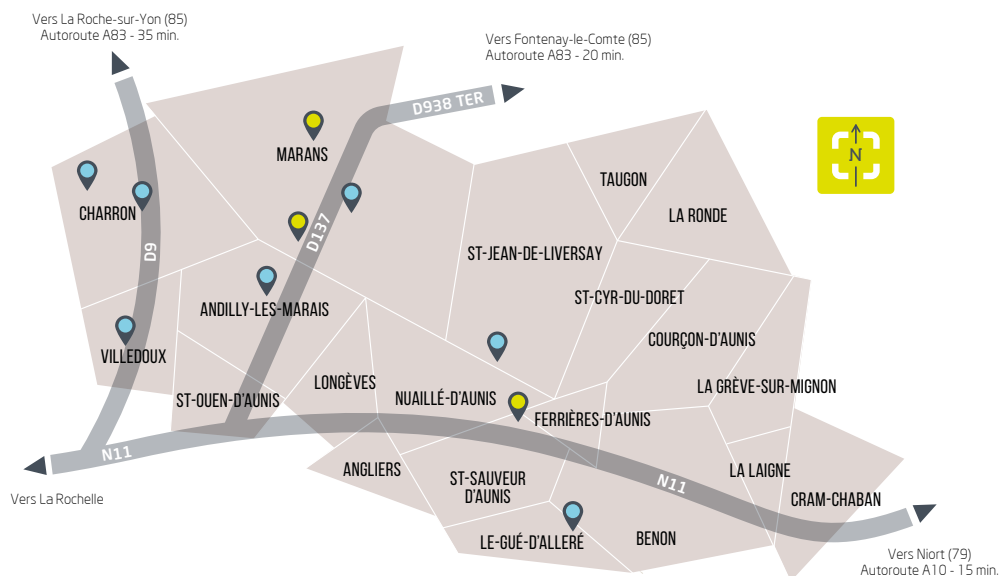 Vers La Roche-sur-Yon (85)
Autoroute A83 - 35 min.
Vers Fontenay-le-Comte (85)
Autoroute A83 - 20 min.
D938 TER
N
MARANS
TAUGON
CHARRON
LA RONDE
D137
D9
ST-JEAN-DE-LIVERSAY
ST-CYR-DU-DORET
ANDILLY-LES-MARAIS
COURÇON-D'AUNIS
VILLEDOUX
LONGÈVES
LA GRÈVE-SUR-MIGNON
ST-OUEN-D'AUNIS
NUAILLÉ-D'AUNIS
FERRIÈRES-D'AUNIS
N11
ANGLIERS
ST-SAUVEUR
D'AUNIS
N11
LA LAIGNE
CRAM-CHABAN
Vers La Rochelle
LE-GUÉ-D'ALLERÉ
BENON
Vers Niort (79)
Autoroute A10 - 15 min.